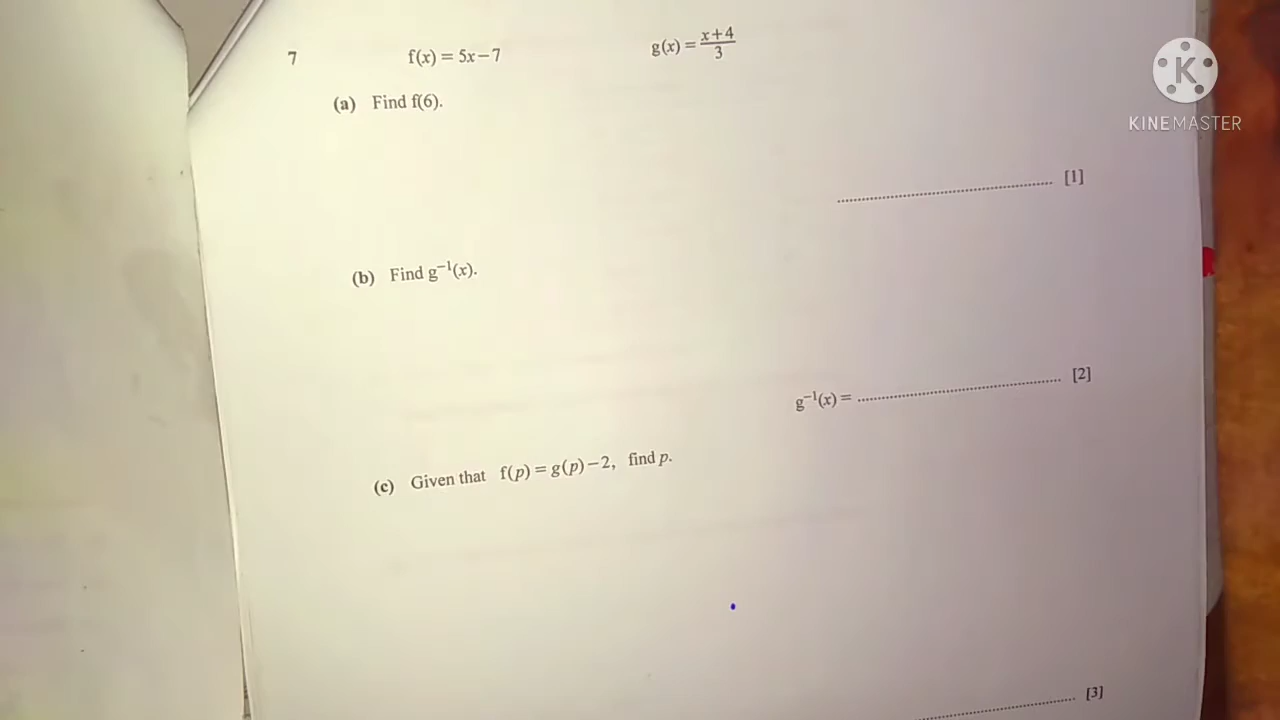 7 f(x) = 5x−7 g(x) = (x+4)/3
(a) Find f(6).
K
KINEMASTER
.................................................. [1]
(b) Find g⁻¹(x).
g⁻¹(x) = .................................................. [2]
(c) Given that f(p) = g(p)−2, find p.
.................................................. [3]